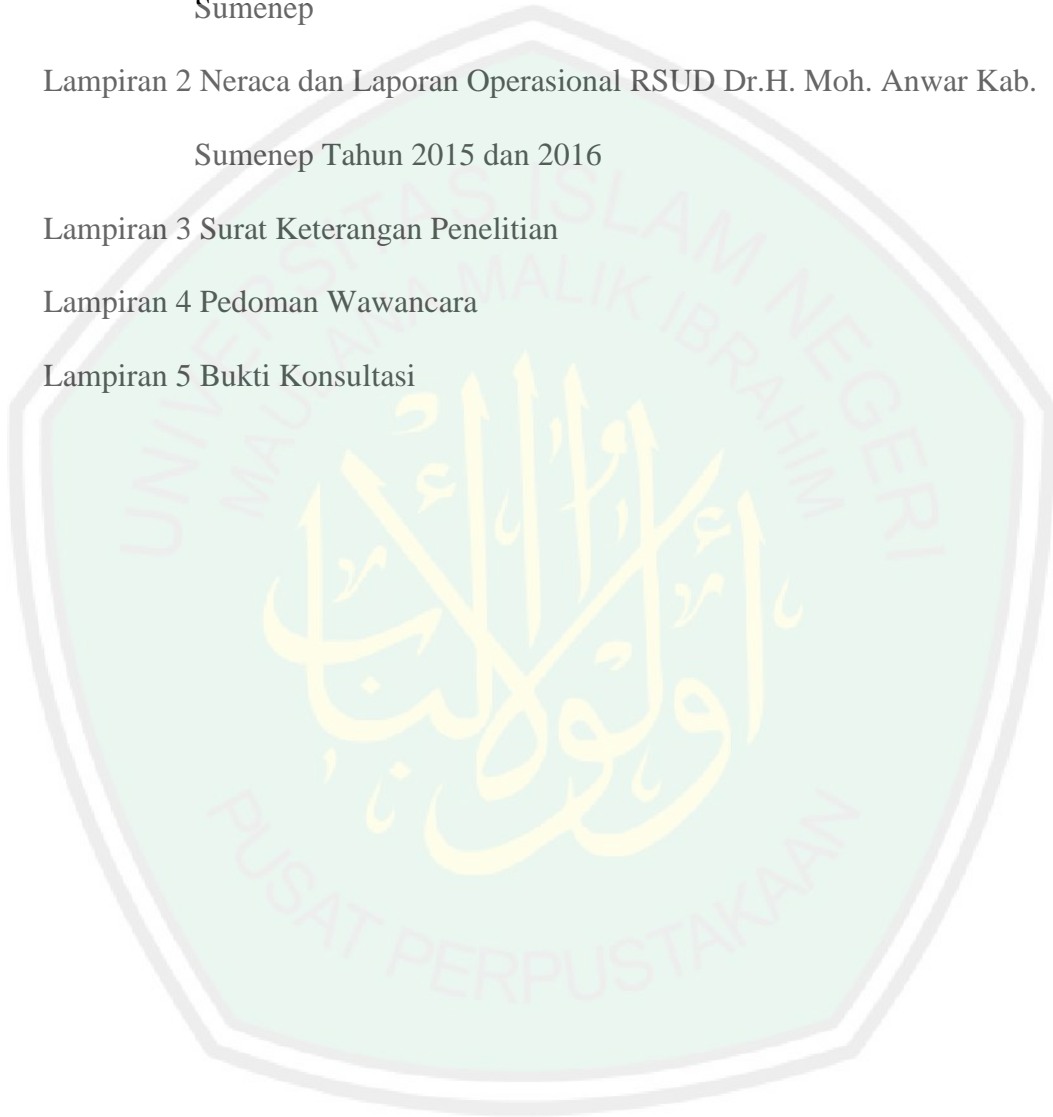 Sumenep
Lampiran 2 Neraca dan Laporan Operasional RSUD Dr.H. Moh. Anwar Kab.
Sumenep Tahun 2015 dan 2016
Lampiran 3 Surat Keterangan Penelitian
Lampiran 4 Pedoman Wawancara
Lampiran 5 Bukti Konsultasi
UNIVERSITAS ISLAM NEGERI
MAULANA MALIK IBRAHIM
أولوا الألباب
PUSAT PERPUSTAKAAN